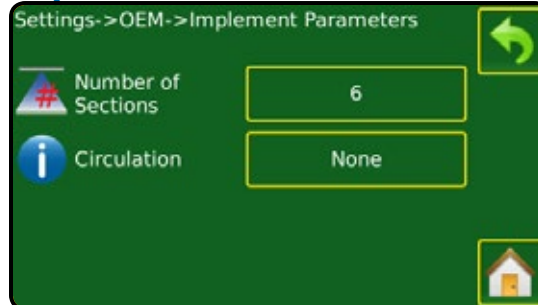 Settings->OEM->Implement Parameters
#
Number of
Sections
6
i
Circulation
None